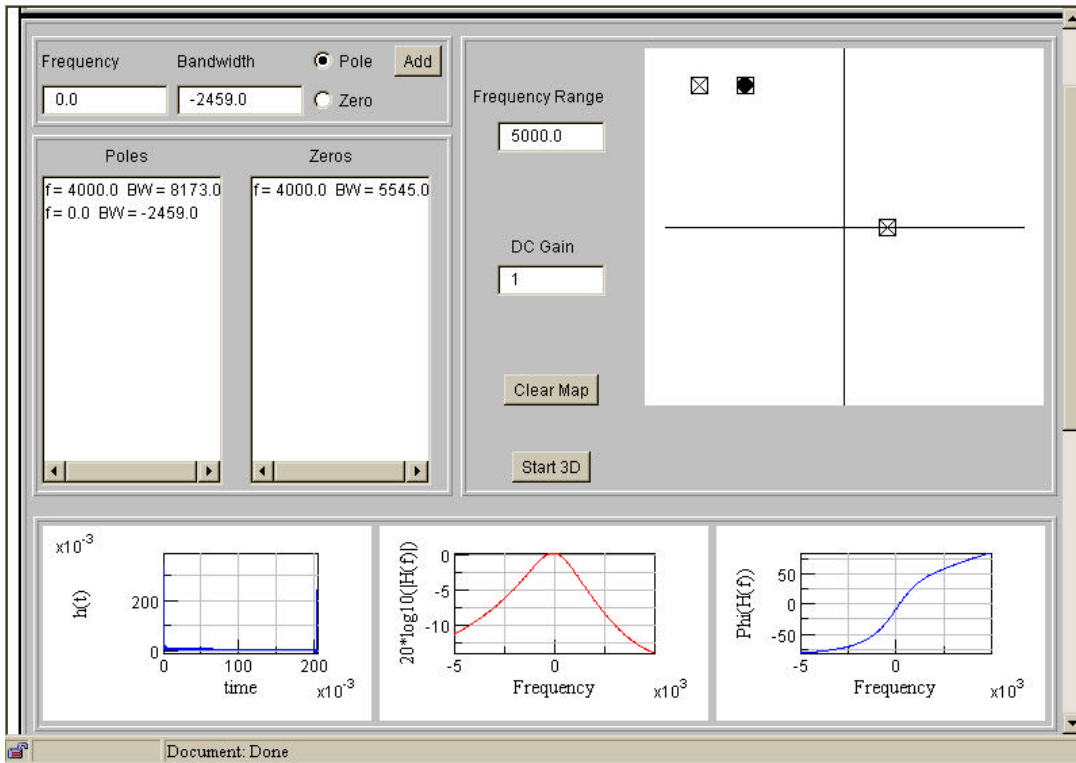 Frequency
Bandwidth
Pole
Add
0.0
-2459.0
Zero
Poles
Zeros
f= 4000.0 BW= 8173.0
f= 0.0 BW= -2459.0
f= 4000.0 BW= 5545.0
Frequency Range
5000.0
DC Gain
1
Clear Map
Start 3D
x10-3
h(t)
200
0
0 100 200
time
x10-3
20*log10(|H(f)|)
0
-5
-10
-5 0
Frequency
x103
Phi(H(f))
50
0
-50
-5 0
Frequency
x103
Document: Done